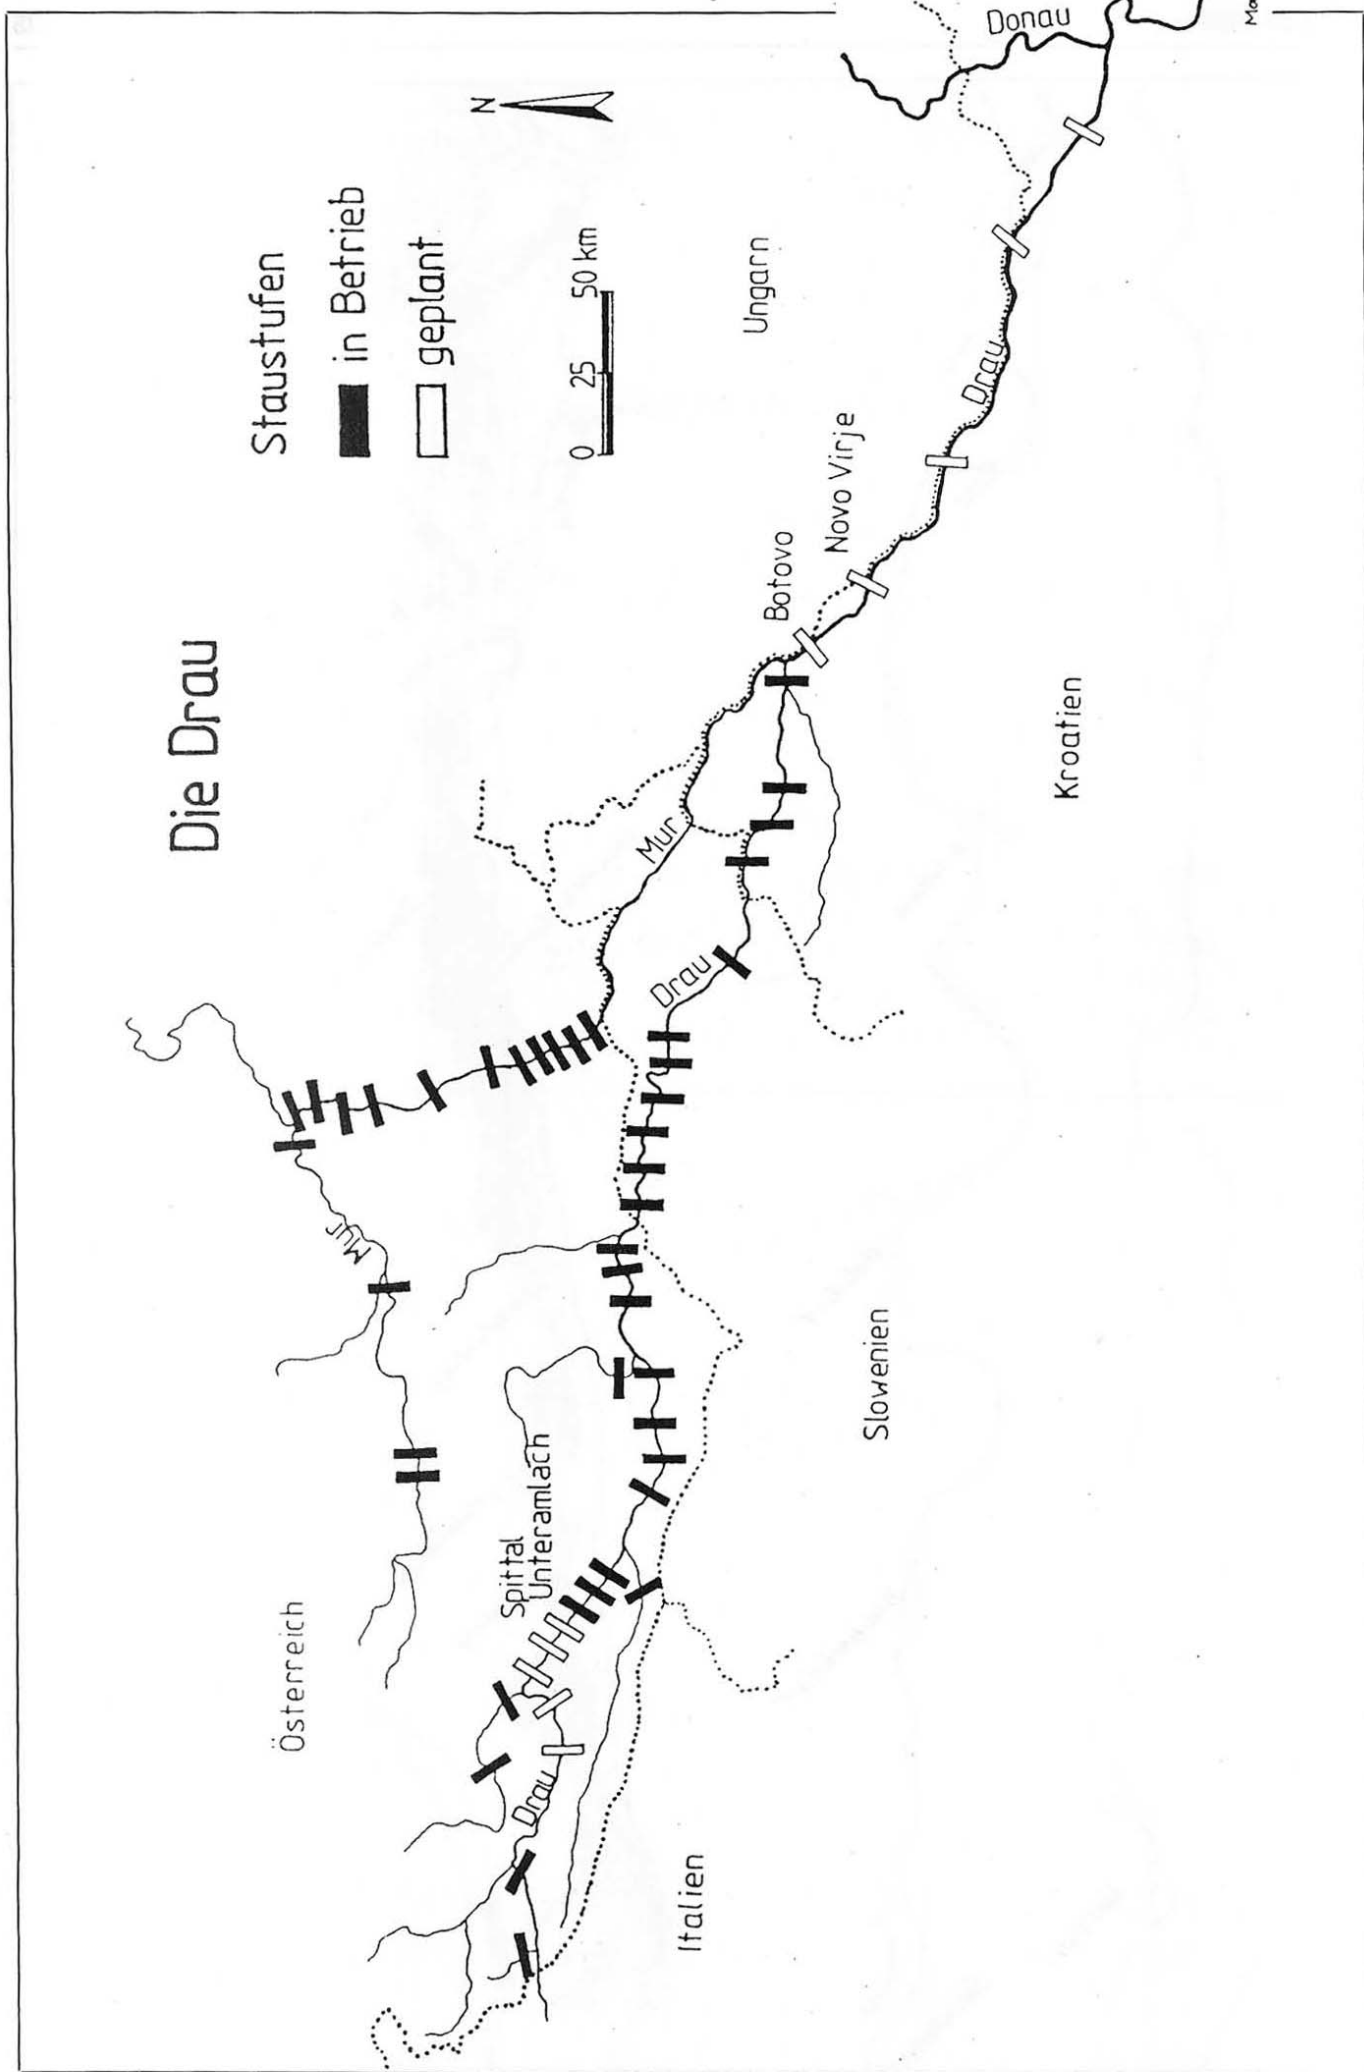 Die Drau
Staustufen
in Betrieb
geplant
0 25 50 km
N
Österreich
Mur
Spittal
Unteramlach
Drau
Mur
Drau
Italien
Slowenien
Kroatien
Botovo
Novo Virje
Ungarn
Drau
Donau